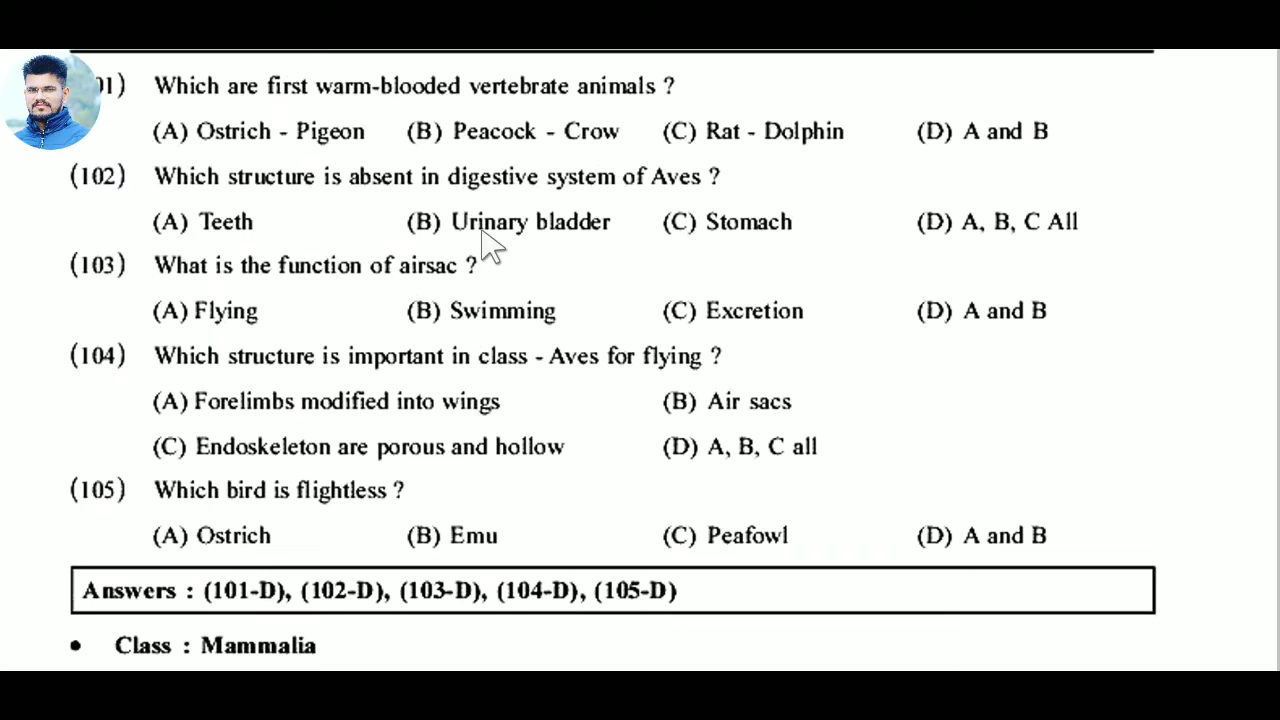 01) Which are first warm-blooded vertebrate animals ?
(A) Ostrich - Pigeon (B) Peacock - Crow (C) Rat - Dolphin (D) A and B
(102) Which structure is absent in digestive system of Aves ?
(A) Teeth (B) Urinary bladder (C) Stomach (D) A, B, C All
(103) What is the function of airsac ?
(A) Flying (B) Swimming (C) Excretion (D) A and B
(104) Which structure is important in class - Aves for flying ?
(A) Forelimbs modified into wings (B) Air sacs
(C) Endoskeleton are porous and hollow (D) A, B, C all
(105) Which bird is flightless ?
(A) Ostrich (B) Emu (C) Peafowl (D) A and B
Answers : (101-D), (102-D), (103-D), (104-D), (105-D)
• Class : Mammalia